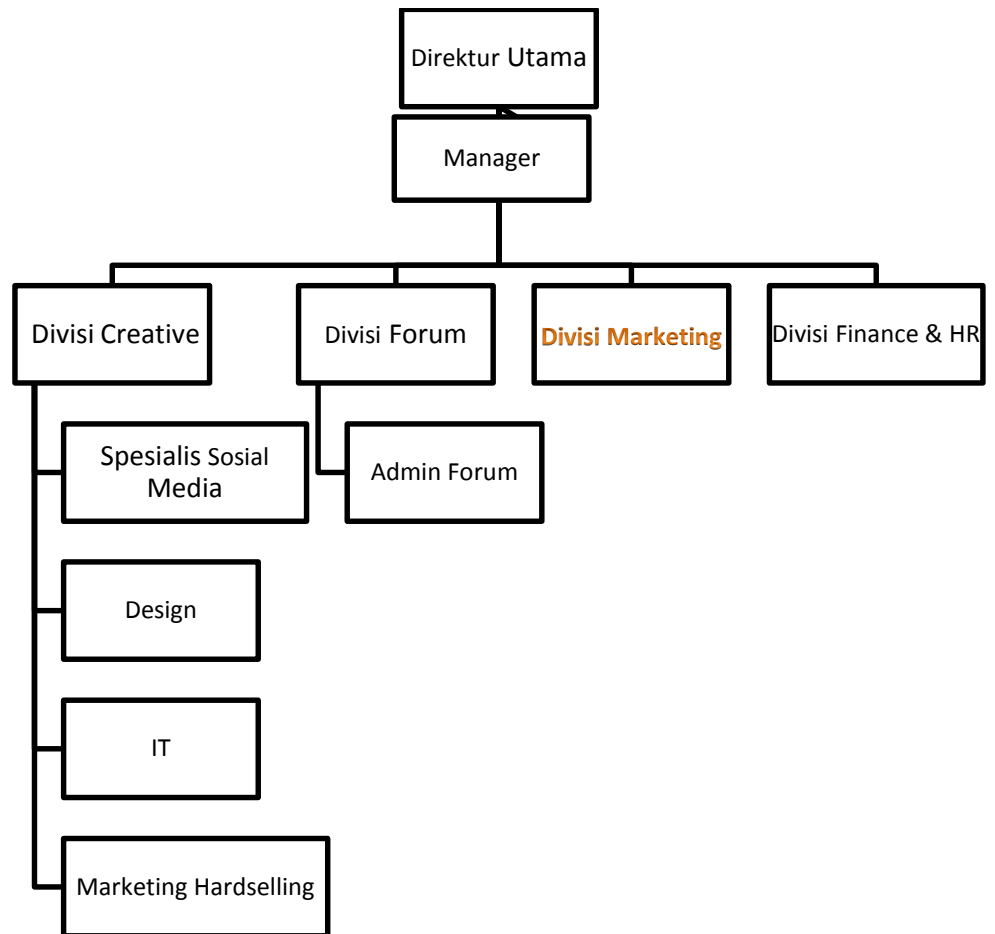 Direktur Utama
Manager
Divisi Creative
Divisi Forum
Divisi Marketing
Divisi Finance & HR
Spesialis Sosial
Media
Admin Forum
Design
IT
Marketing Hardselling